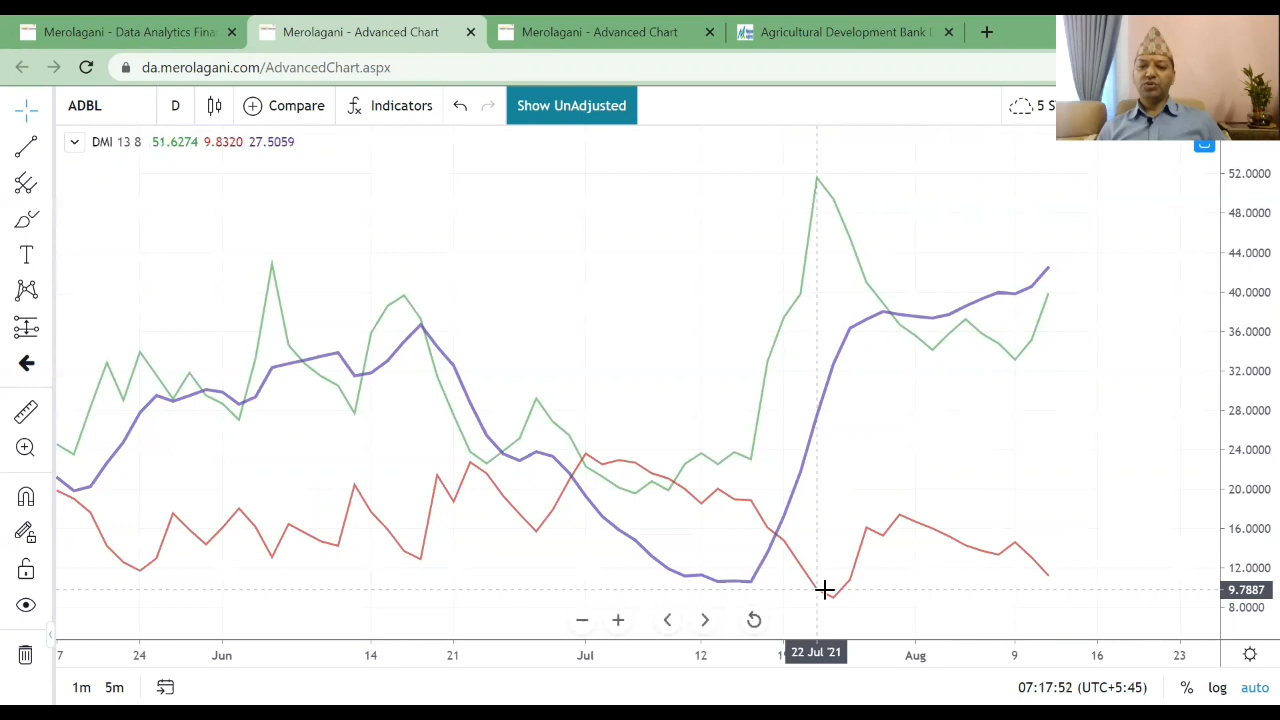 Merolagani - Data Analytics Fina
Merolagani - Advanced Chart
Merolagani - Advanced Chart
Agricultural Development Bank
da.merolagani.com/AdvancedChart.aspx
ADBL D Compare Indicators Show UnAdjusted 5 S
DMI 13 8 51.6274 9.8320 27.5059
52.0000
48.0000
44.0000
40.0000
36.0000
32.0000
28.0000
24.0000
20.0000
16.0000
12.0000
9.7887
8.0000
7 24 Jun 14 21 Jul 12 22 Jul '21 Aug 9 16 23
1m 5m 07:17:52 (UTC+5:45) % log auto